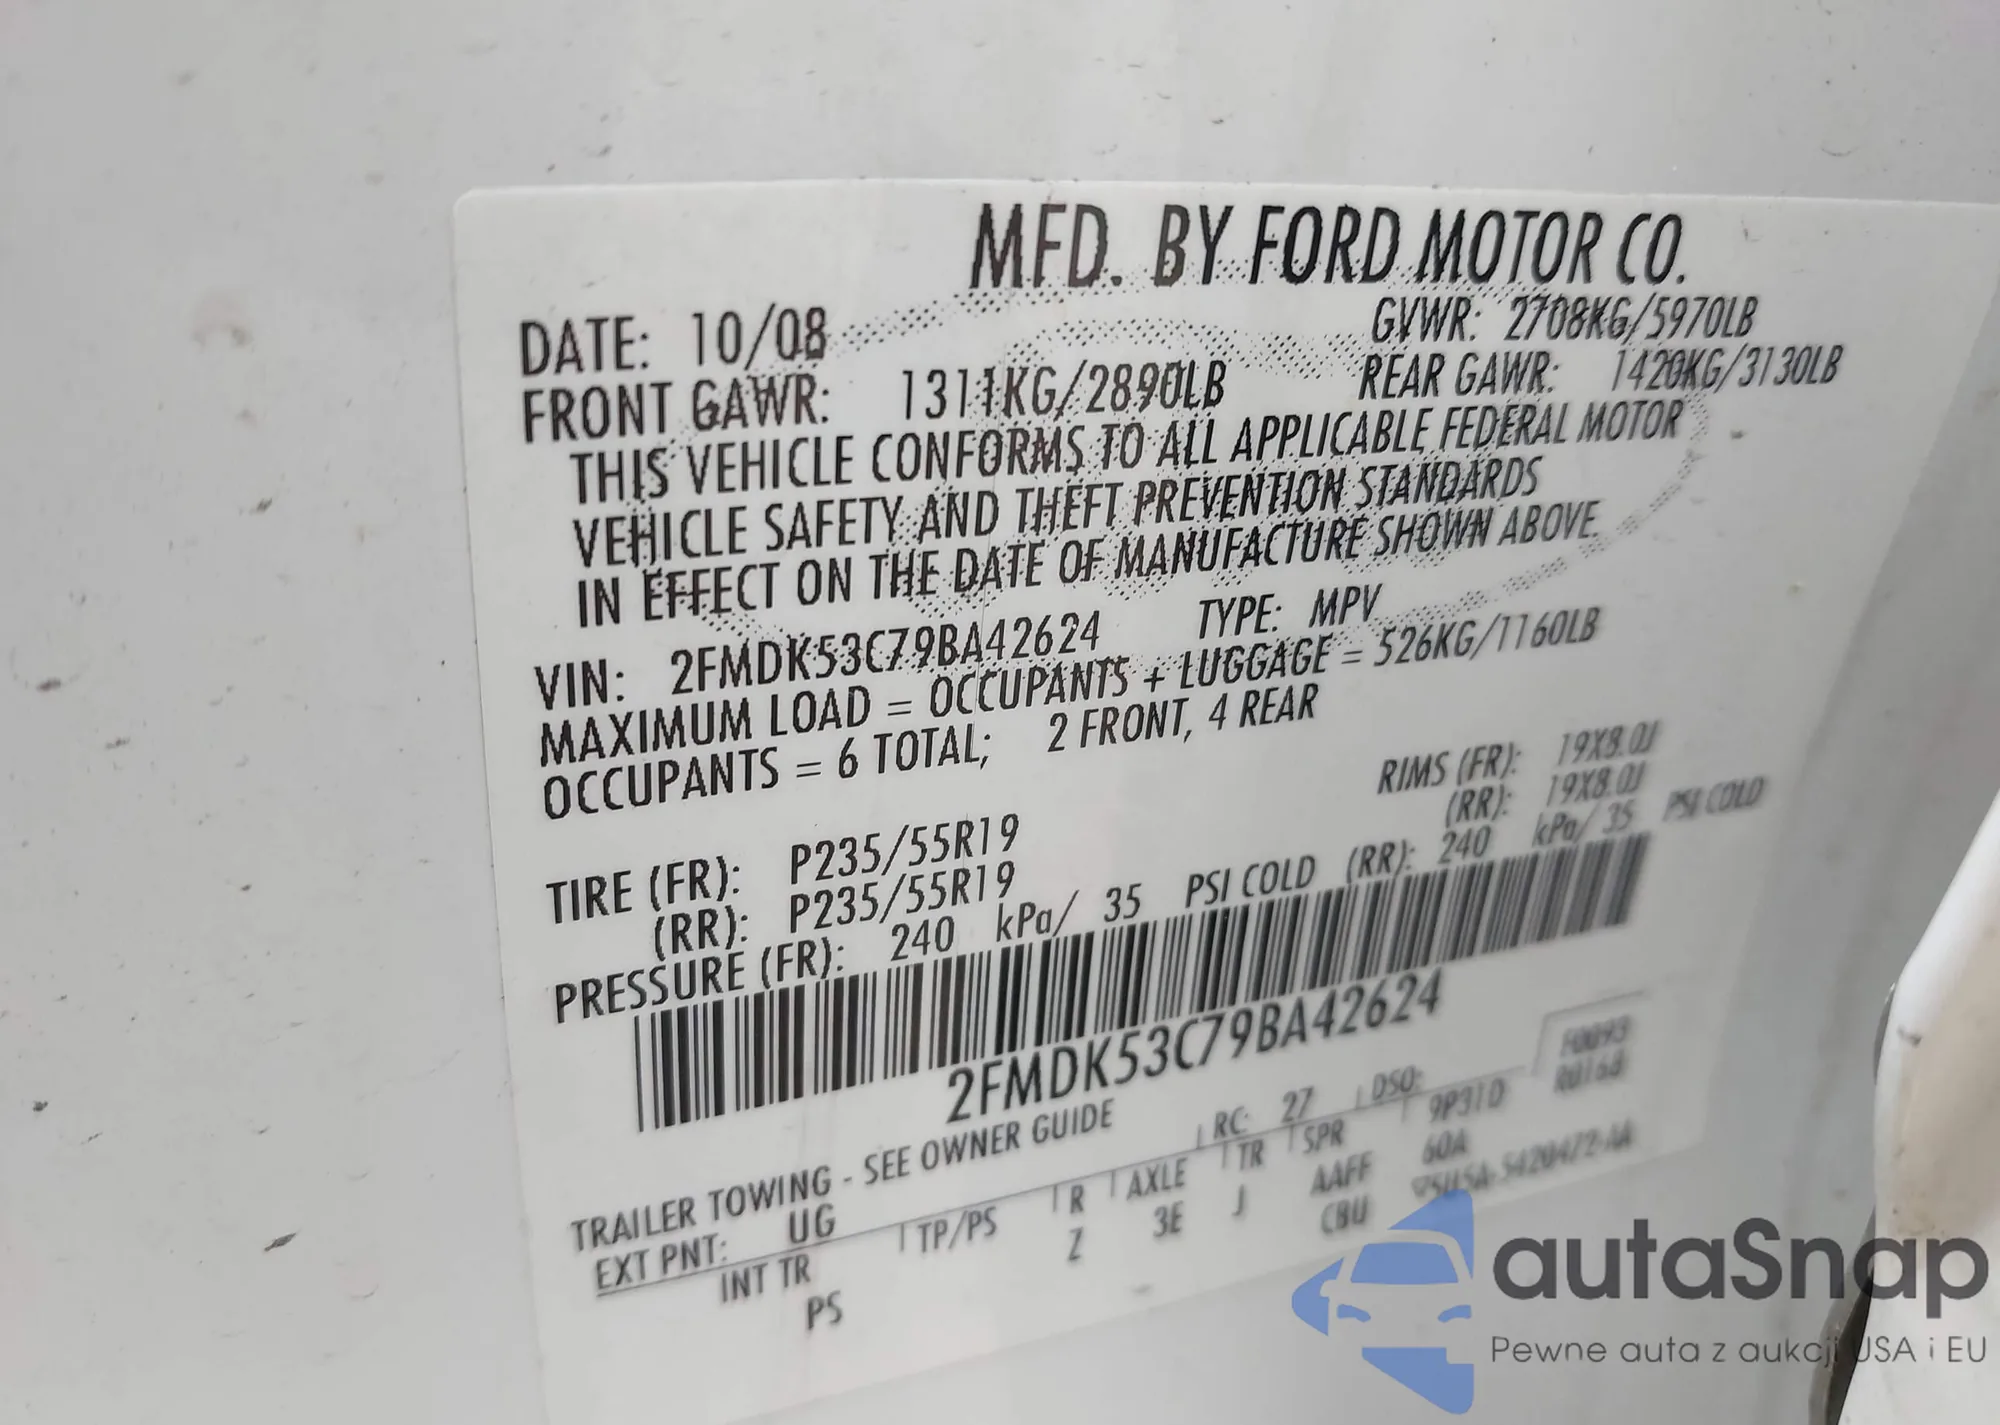 MFD. BY FORD MOTOR CO.
DATE: 10/08 GVWR: 2708KG/5970LB
FRONT GAWR: 1311KG/2890LB REAR GAWR: 1420KG/3130LB
THIS VEHICLE CONFORMS TO ALL APPLICABLE FEDERAL MOTOR
VEHICLE SAFETY AND THEFT PREVENTION STANDARDS
IN EFFECT ON THE DATE OF MANUFACTURE SHOWN ABOVE.
VIN: 2FMDK53C79BA42624 TYPE: MPV
MAXIMUM LOAD = OCCUPANTS + LUGGAGE = 526KG/1160LB
OCCUPANTS = 6 TOTAL; 2 FRONT, 4 REAR
TIRE (FR): P235/55R19 RIMS (FR): 19X8.0J
(RR): P235/55R19 (RR): 19X8.0J
PRESSURE (FR): 240 kPa/ 35 PSI COLD (RR): 240 kPa/ 35 PSI COLD
2FMDK53C79BA42624
TRAILER TOWING - SEE OWNER GUIDE
EXT PNT: UG RC: 27 DSO:
INT TR TP/PS R AXLE TR SPR
PS Z 3E J AAFF 60A
CBU
autaSnap
Pewne auta z aukcji USA i EU